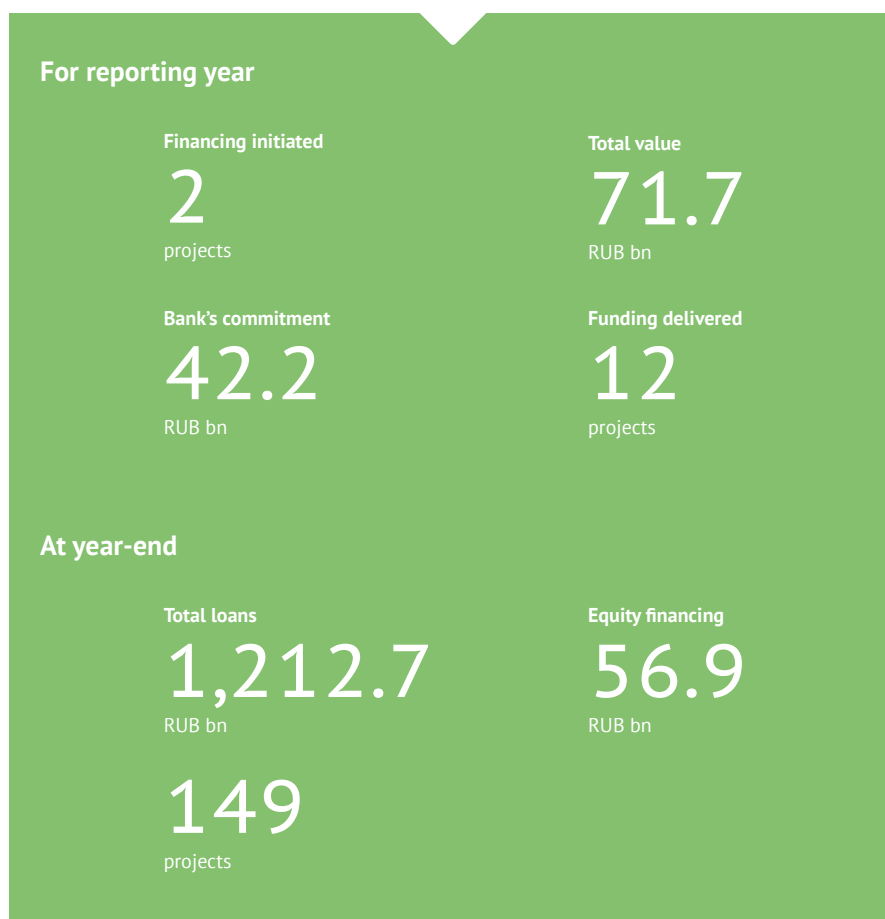 For reporting year
Financing initiated
2
projects
Total value
71.7
RUB bn
Bank’s commitment
42.2
RUB bn
Funding delivered
12
projects
At year-end
Total loans
1,212.7
RUB bn
149
projects
Equity financing
56.9
RUB bn